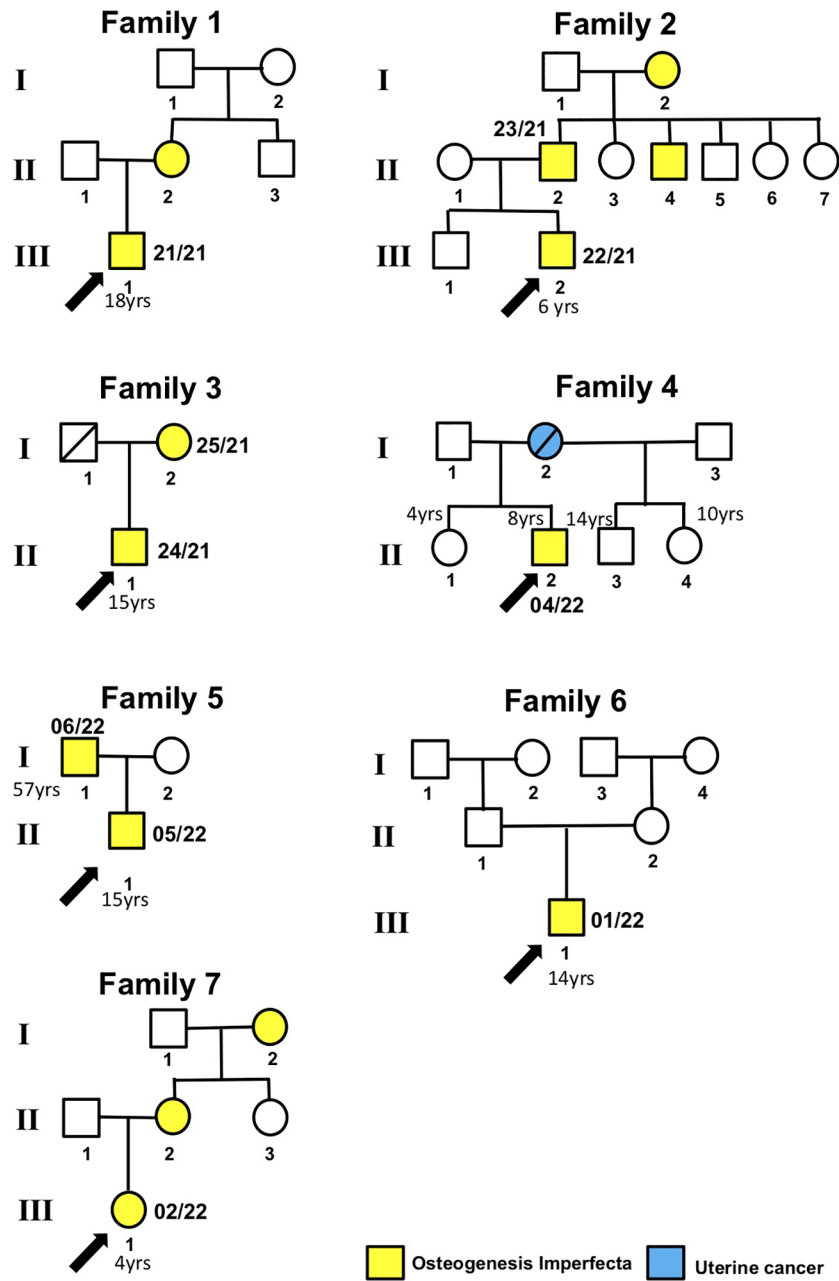 Family 1
I
1
2
II
1
2
3
III
21/21
1
18yrs
Family 2
I
1
2
23/21
II
1
2
3
4
5
6
7
III
22/21
1
2
6 yrs
Family 3
I
25/21
1
2
II
24/21
1
15yrs
Family 4
I
1
2
3
4yrs
8yrs
14yrs
10yrs
II
1
2
3
4
04/22
Family 5
06/22
I
57yrs
1
2
II
05/22
1
15yrs
Family 6
I
1
2
3
4
II
1
2
III
01/22
1
14yrs
Family 7
I
1
2
II
1
2
3
III
02/22
1
4yrs
Osteogenesis Imperfecta
Uterine cancer